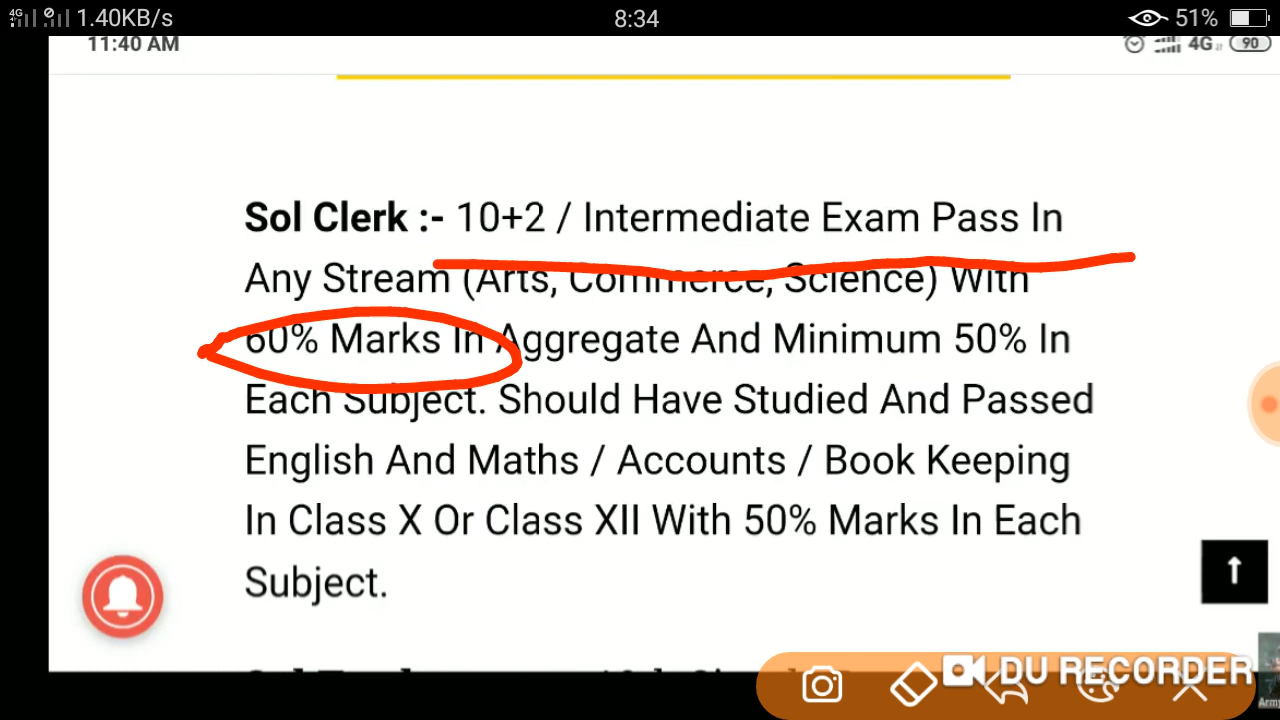 4G 1.40KB/s 8:34 51%
11:40 AM 4G 90
Sol Clerk :- 10+2 / Intermediate Exam Pass In
Any Stream (Arts, Commerce, Science) With
60% Marks In Aggregate And Minimum 50% In
Each Subject. Should Have Studied And Passed
English And Maths / Accounts / Book Keeping
In Class X Or Class XII With 50% Marks In Each
Subject.
DU RECORDER